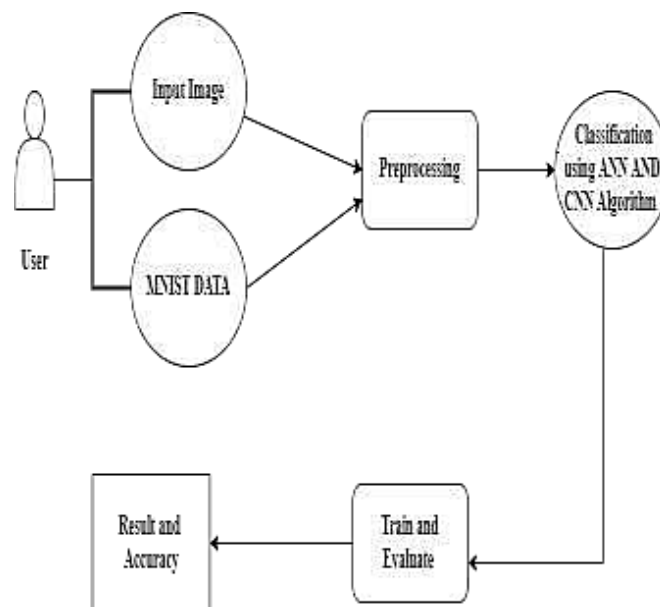 Input Image
User
MNIST DATA
Preprocessing
Classification
using ANN AND
CNN Algorithm
Train and
Evaluate
Result and
Accuracy